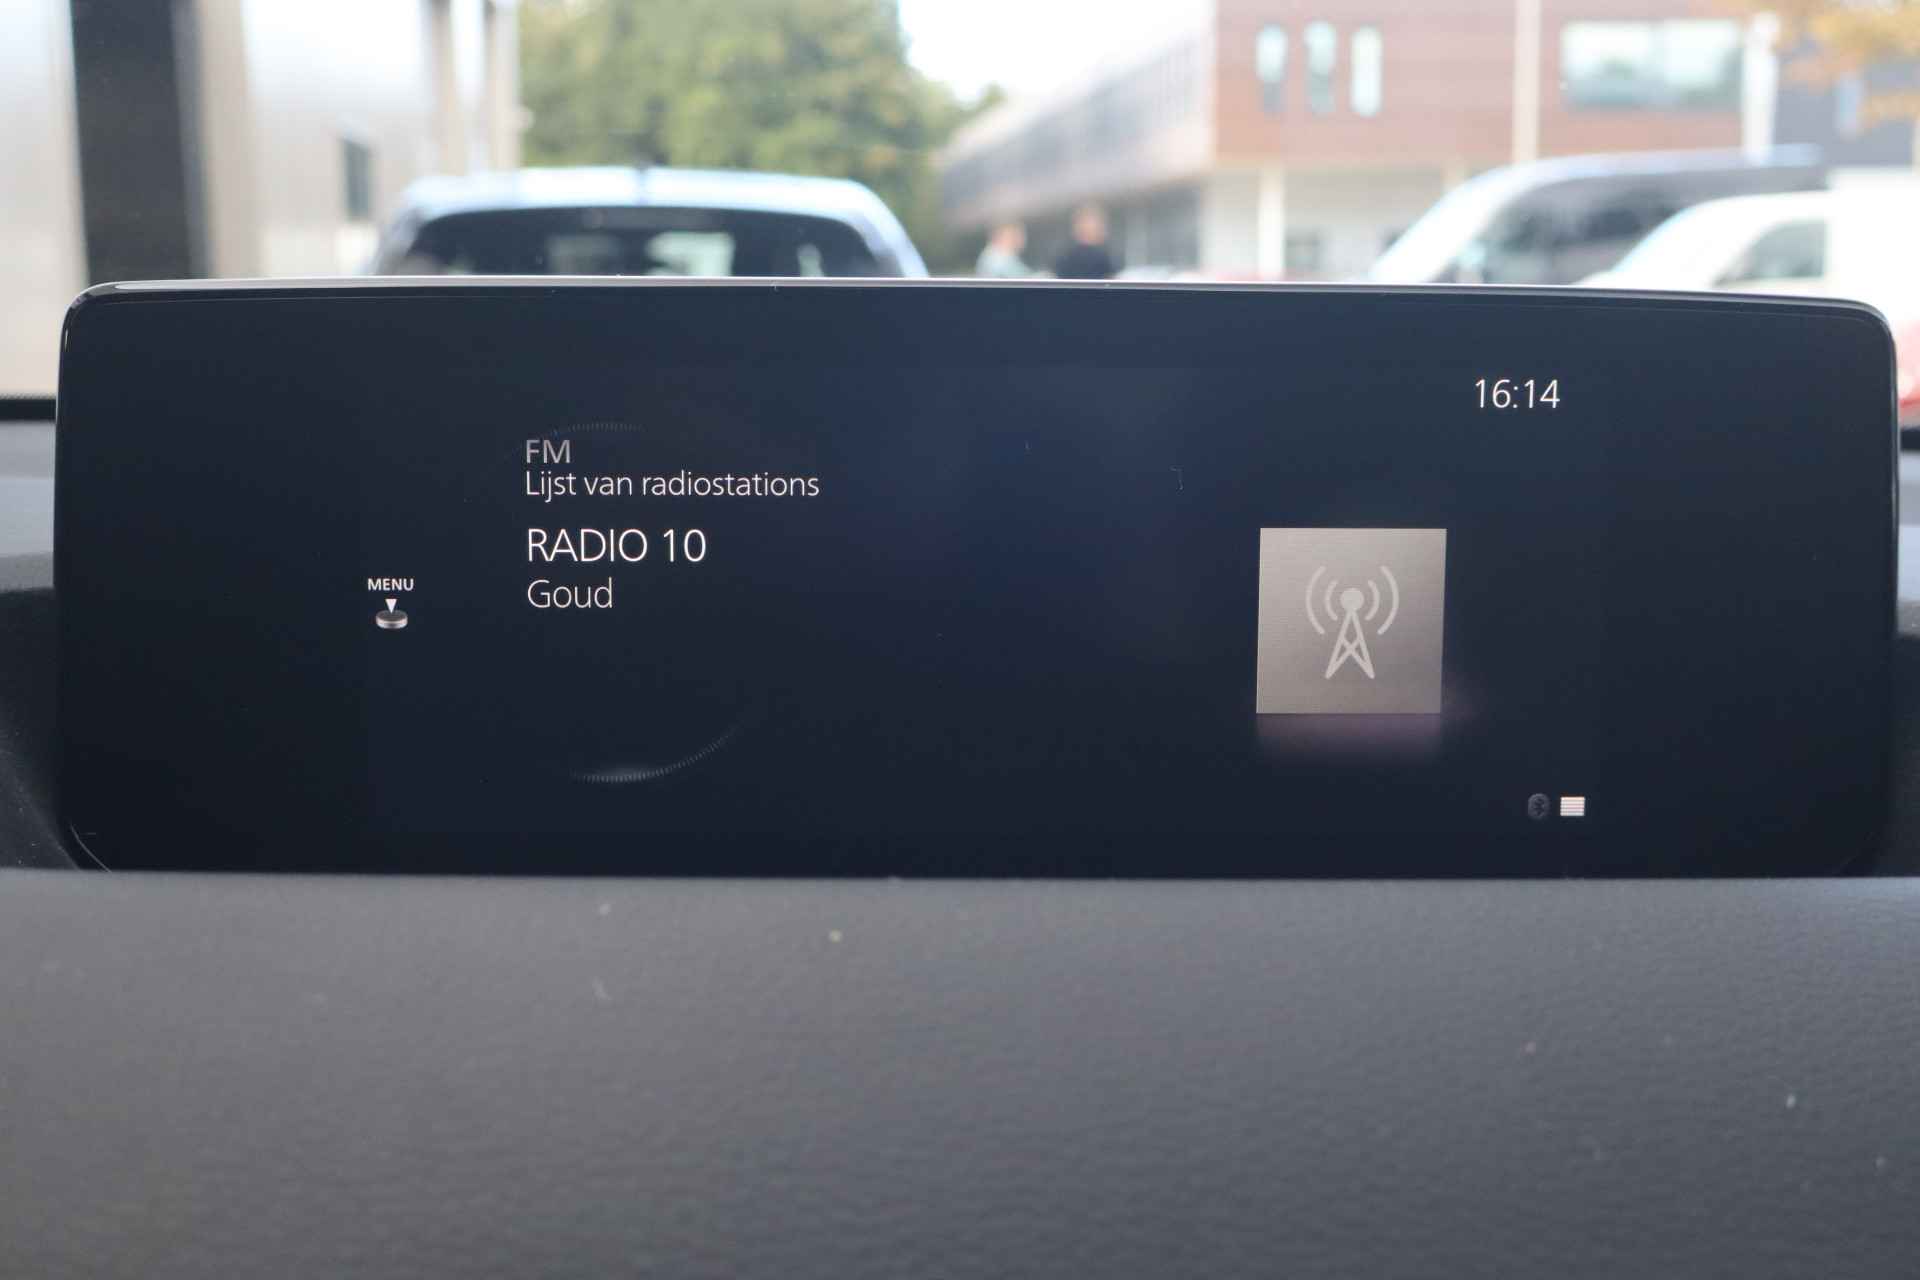 16:14
FM
Lijst van radiostations
RADIO 10
Goud
MENU